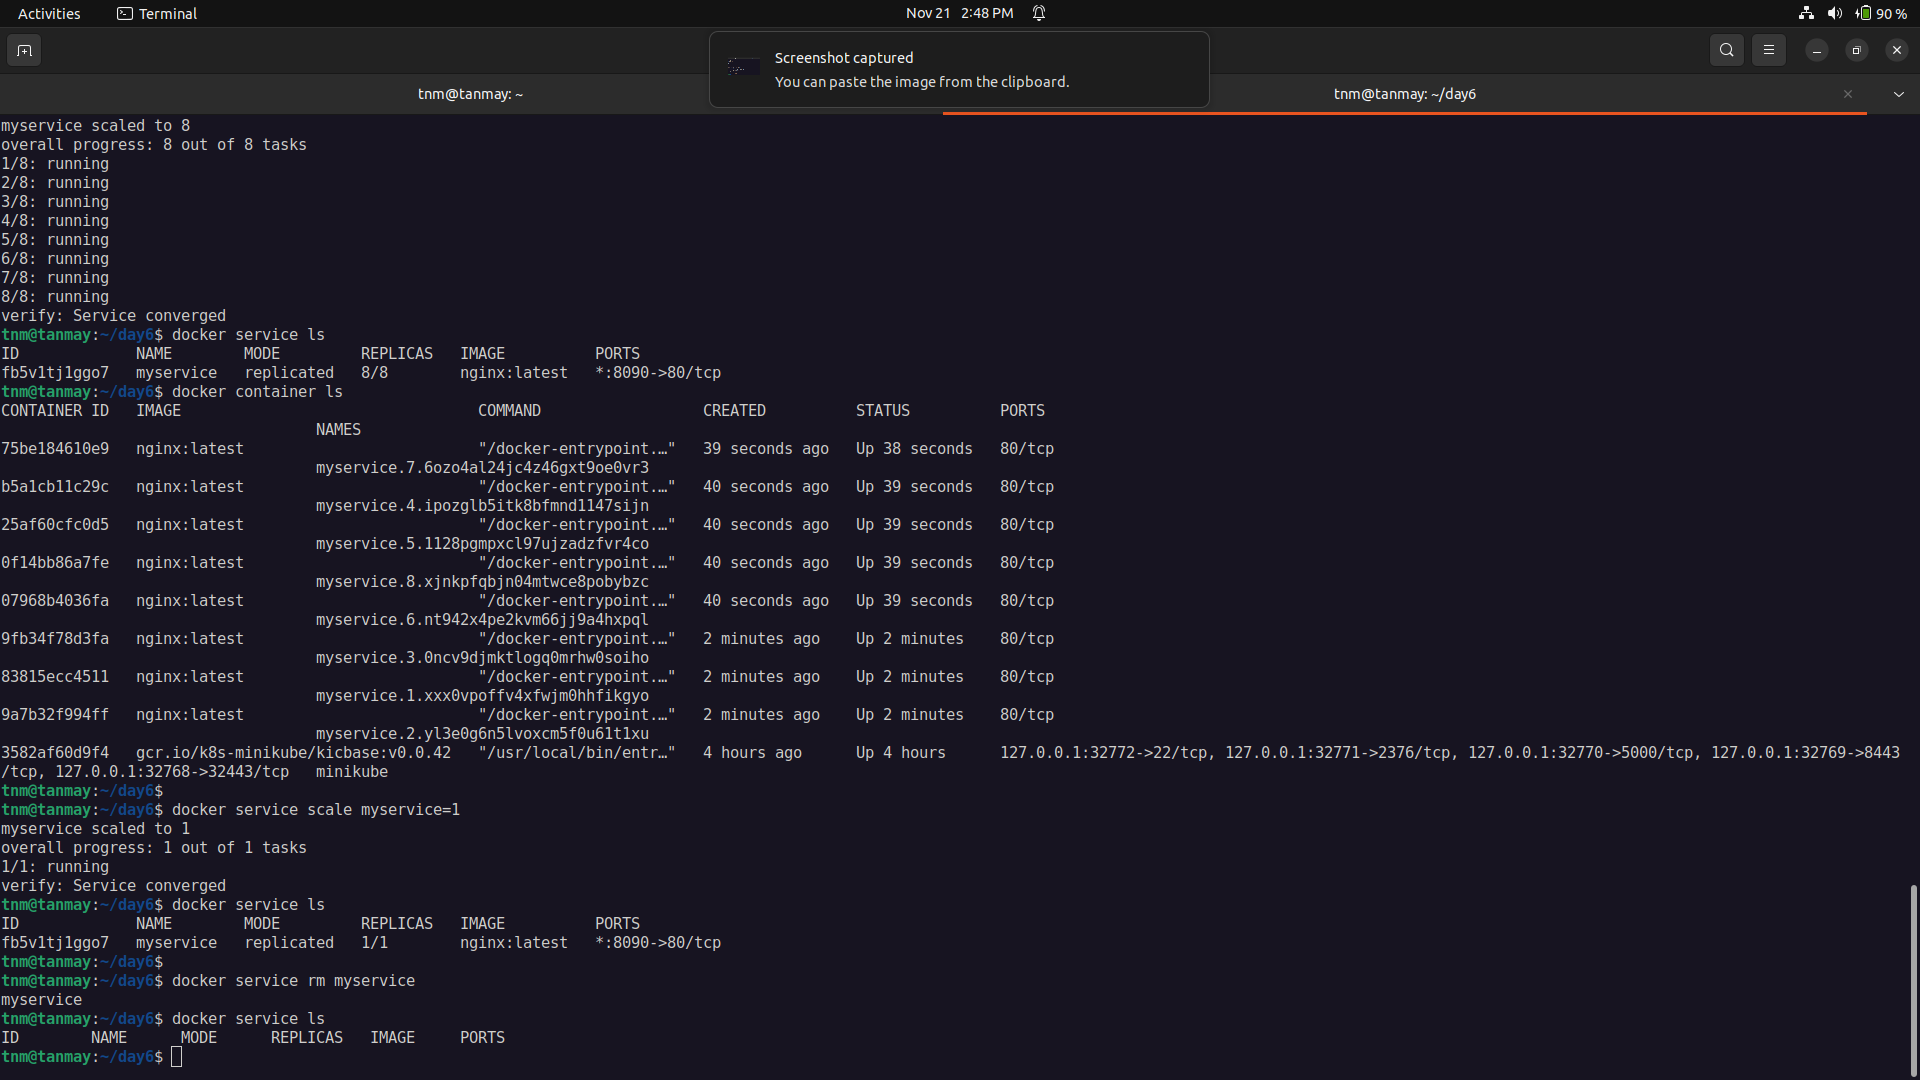 Activities Terminal Nov 21 2:48 PM 90 %
Screenshot captured
You can paste the image from the clipboard.
tnm@tanmay: ~ tnm@tanmay: ~/day6
myservice scaled to 8
overall progress: 8 out of 8 tasks
1/8: running
2/8: running
3/8: running
4/8: running
5/8: running
6/8: running
7/8: running
8/8: running
verify: Service converged
tnm@tanmay:~/day6$ docker service ls
ID NAME MODE REPLICAS IMAGE PORTS
fb5v1tj1ggo7 myservice replicated 8/8 nginx:latest *:8090->80/tcp
tnm@tanmay:~/day6$ docker container ls
CONTAINER ID IMAGE COMMAND CREATED STATUS PORTS
NAMES
75be184610e9 nginx:latest "/docker-entrypoint.…" 39 seconds ago Up 38 seconds 80/tcp
myservice.7.6ozo4al24jc4z46gxt9oe0vr3
b5a1cb11c29c nginx:latest "/docker-entrypoint.…" 40 seconds ago Up 39 seconds 80/tcp
myservice.4.ipozglb5itk8bfmnd1147sijn
25af60cfc0d5 nginx:latest "/docker-entrypoint.…" 40 seconds ago Up 39 seconds 80/tcp
myservice.5.1128pgmpxcl97ujzadzfvr4co
0f14bb86a7fe nginx:latest "/docker-entrypoint.…" 40 seconds ago Up 39 seconds 80/tcp
myservice.8.xjnkpfqbjn04mtwce8pobybzc
07968b4036fa nginx:latest "/docker-entrypoint.…" 40 seconds ago Up 39 seconds 80/tcp
myservice.6.nt942x4pe2kvm66jj9a4hxpql
9fb34f78d3fa nginx:latest "/docker-entrypoint.…" 2 minutes ago Up 2 minutes 80/tcp
myservice.3.0ncv9djmktlogq0mrhw0soiho
83815ecc4511 nginx:latest "/docker-entrypoint.…" 2 minutes ago Up 2 minutes 80/tcp
myservice.1.xxx0vpoffv4xfwjm0hhfikgyo
9a7b32f994ff nginx:latest "/docker-entrypoint.…" 2 minutes ago Up 2 minutes 80/tcp
myservice.2.yl3e0g6n5lvoxcm5f0u61t1xu
3582af60d9f4 gcr.io/k8s-minikube/kicbase:v0.0.42 "/usr/local/bin/entr…" 4 hours ago Up 4 hours 127.0.0.1:32772->22/tcp, 127.0.0.1:32771->2376/tcp, 127.0.0.1:32770->5000/tcp, 127.0.0.1:32769->8443
/tcp, 127.0.0.1:32768->32443/tcp minikube
tnm@tanmay:~/day6$
tnm@tanmay:~/day6$ docker service scale myservice=1
myservice scaled to 1
overall progress: 1 out of 1 tasks
1/1: running
verify: Service converged
tnm@tanmay:~/day6$ docker service ls
ID NAME MODE REPLICAS IMAGE PORTS
fb5v1tj1ggo7 myservice replicated 1/1 nginx:latest *:8090->80/tcp
tnm@tanmay:~/day6$
tnm@tanmay:~/day6$ docker service rm myservice
myservice
tnm@tanmay:~/day6$ docker service ls
ID NAME MODE REPLICAS IMAGE PORTS
tnm@tanmay:~/day6$